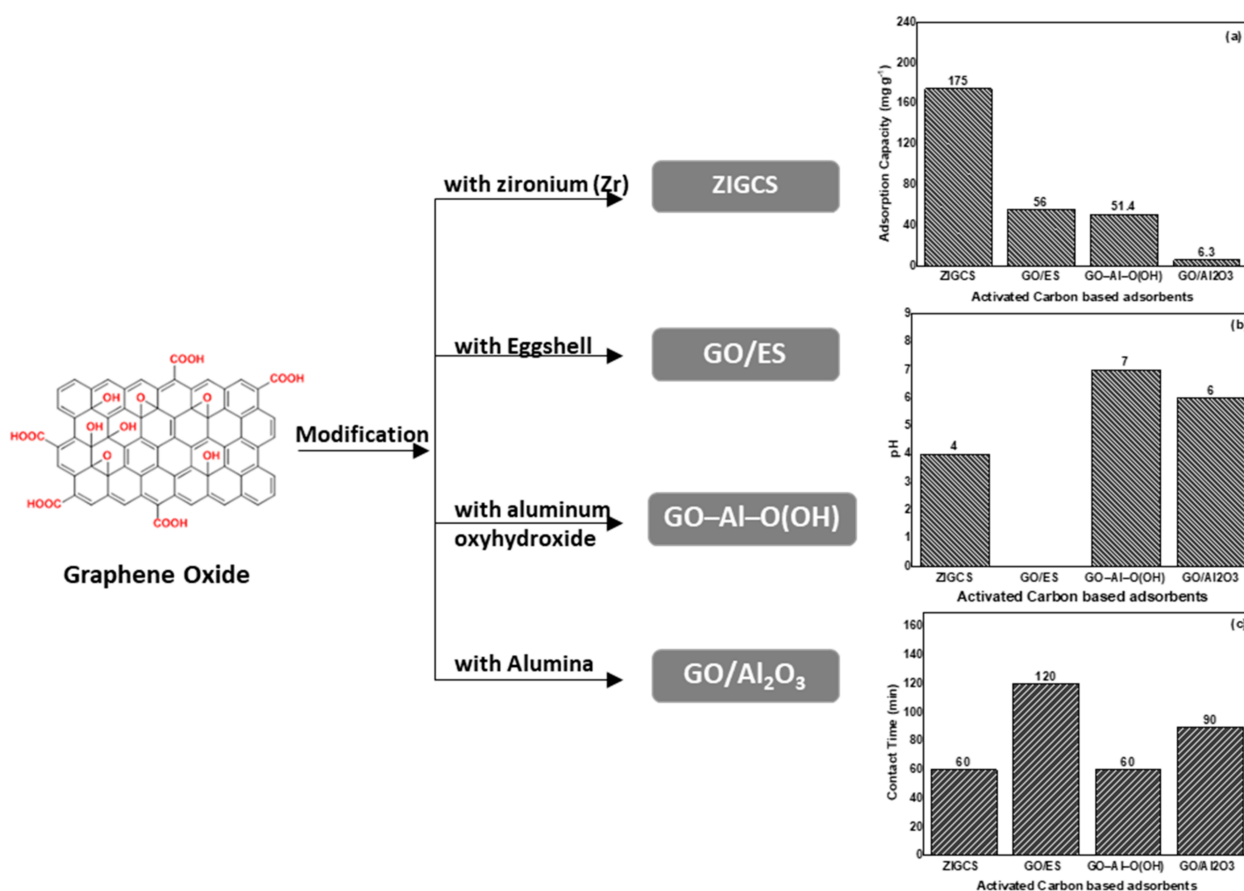 COOH
COOH
OH
O
O
HOOC
OH
OH
O
OH
HOOC
COOH
Graphene Oxide
Modification
with zironium (Zr)
ZIGCS
with Eggshell
GO/ES
with aluminum
oxyhydroxide
GO–Al–O(OH)
with Alumina
GO/Al₂O₃
(a)
Adsorption Capacity (mg g⁻¹)
240
200
160
120
80
40
0
175
56
51.4
6.3
ZIGCS
GO/ES
GO–Al–O(OH)
GO/Al2O3
Activated Carbon based adsorbents
(b)
pH
9
8
7
6
5
4
3
2
1
0
4
7
6
ZIGCS
GO/ES
GO–Al–O(OH)
GO/Al2O3
Activated Carbon based adsorbents
(c)
Contact Time (min)
160
140
120
100
80
60
40
20
0
60
120
60
90
ZIGCS
GO/ES
GO–Al–O(OH)
GO/Al2O3
Activated Carbon based adsorbents